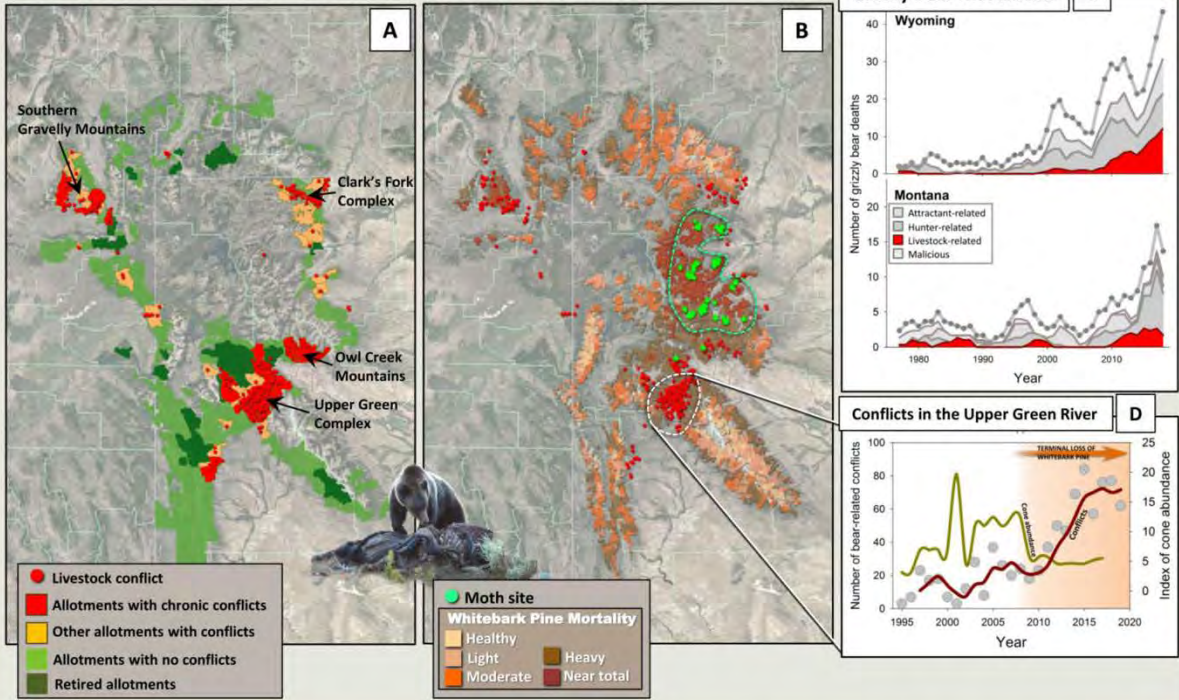 A
Southern
Gravelly Mountains
Clark's Fork
Complex
Owl Creek
Mountains
Upper Green
Complex
Livestock conflict
Allotments with chronic conflicts
Other allotments with conflicts
Allotments with no conflicts
Retired allotments
B
Moth site
Whitebark Pine Mortality
Healthy
Light
Heavy
Moderate
Near total
Wyoming
40
30
20
10
0
Number of grizzly bear deaths
Montana
Attractant-related
Hunter-related
Livestock-related
Malicious
20
15
10
5
0
1980 1990 2000 2010
Year
Conflicts in the Upper Green River
D
TERMINAL LOSS OF
WHITEBARK PINE
Number of bear-related conflicts
100
80
60
40
20
0
Cone
abundance
Conflicts
25
20
15
10
5
0
Index of cone abundance
1995 2000 2005 2010 2015 2020
Year